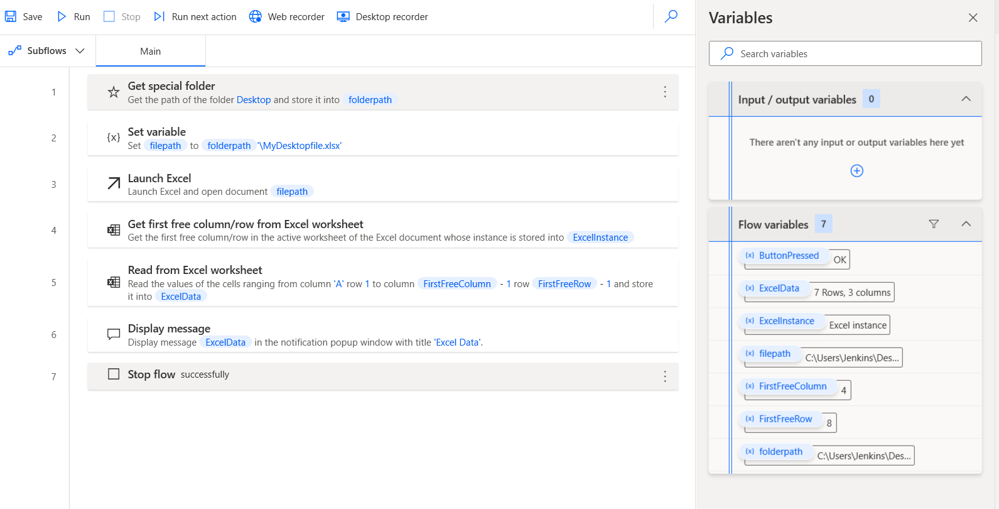 Save Run Stop Run next action Web recorder Desktop recorder
Subflows Main
1 Get special folder
Get the path of the folder Desktop and store it into folderpath
2 {x} Set variable
Set filepath to folderpath '\MyDesktopfile.xlsx'
3 Launch Excel
Launch Excel and open document filepath
4 Get first free column/row from Excel worksheet
Get the first free column/row in the active worksheet of the Excel document whose instance is stored into ExcelInstance
5 Read from Excel worksheet
Read the values of the cells ranging from column 'A' row 1 to column FirstFreeColumn - 1 row FirstFreeRow - 1 and store
it into ExcelData
6 Display message
Display message ExcelData in the notification popup window with title 'Excel Data'.
7 Stop flow successfully
Variables
Search variables
Input / output variables 0
There aren't any input or output variables here yet
Flow variables 7
{x} ButtonPressed OK
{x} ExcelData 7 Rows, 3 columns
{x} ExcelInstance Excel instance
{x} filepath C:\Users\Jenkins\Des...
{x} FirstFreeColumn 4
{x} FirstFreeRow 8
{x} folderpath C:\Users\Jenkins\Des...